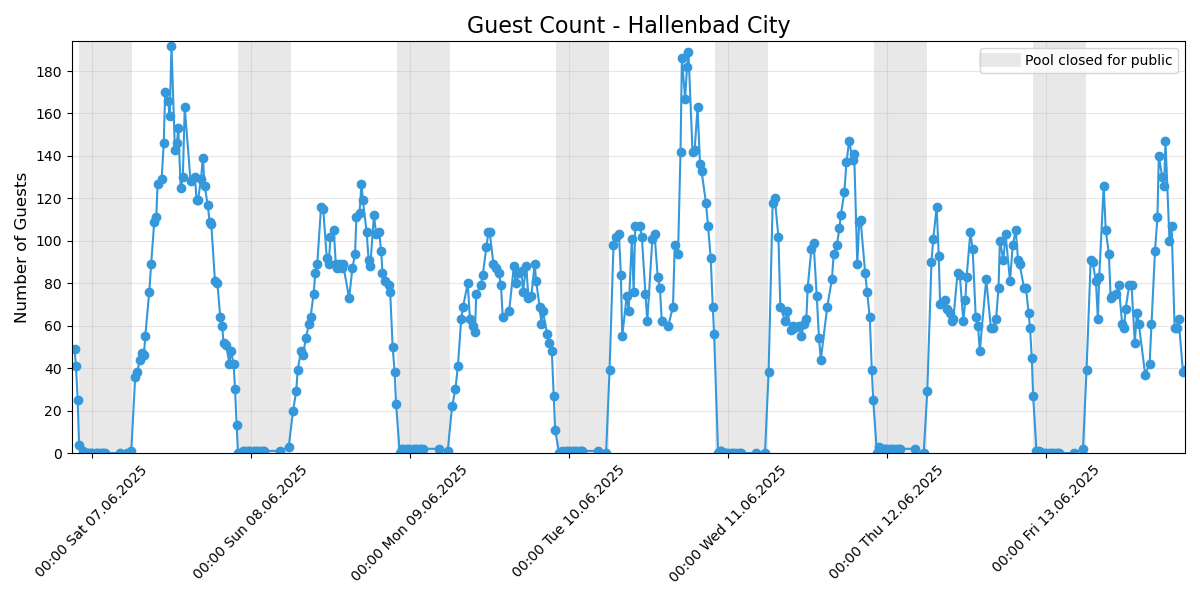 Guest Count - Hallenbad City
Pool closed for public
Number of Guests
180
160
140
120
100
80
60
40
20
0
00:00 Sat 07.06.2025
00:00 Sun 08.06.2025
00:00 Mon 09.06.2025
00:00 Tue 10.06.2025
00:00 Wed 11.06.2025
00:00 Thu 12.06.2025
00:00 Fri 13.06.2025